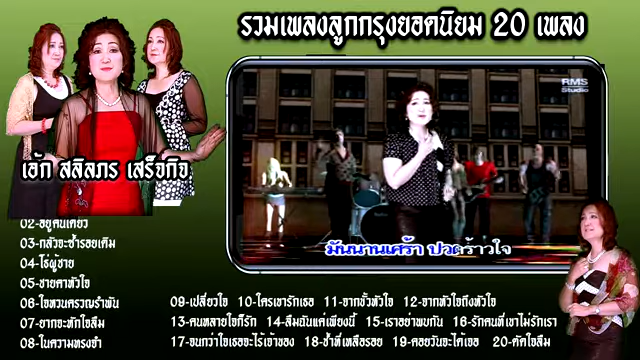 รวมเพลงลูกกรุงยอดนิยม 20 เพลง
RMS
Studio
เอ้ก สลิลภร เสร็จกิจ
มันนานเศร้า ปวดร้าวใจ
02-อยู่คนเดียว
03-กลัวจะช้ำรอยเดิม
04-โธ่ผู้ชาย
05-ชายคาหัวใจ
06-ใจหวนครวญรำพัน
07-ยากจะหักใจลืม
08-ในความทรงจำ
09-เปลี่ยวใจ 10-ใครเขารักเธอ 11-จากขั้วหัวใจ 12-จากหัวใจถึงหัวใจ
13-คนหลายใจก็รัก 14-ลืมฉันแค่เพียงนี้ 15-เราอย่าพบกัน 16-รักคนที่เขาไม่รักเรา
17-จนกว่าใจเธอจะไร้เจ้าของ 18-ช้ำที่เหลือรอย 19-คอยวันจะได้เจอ 20-ตัดใจลืม